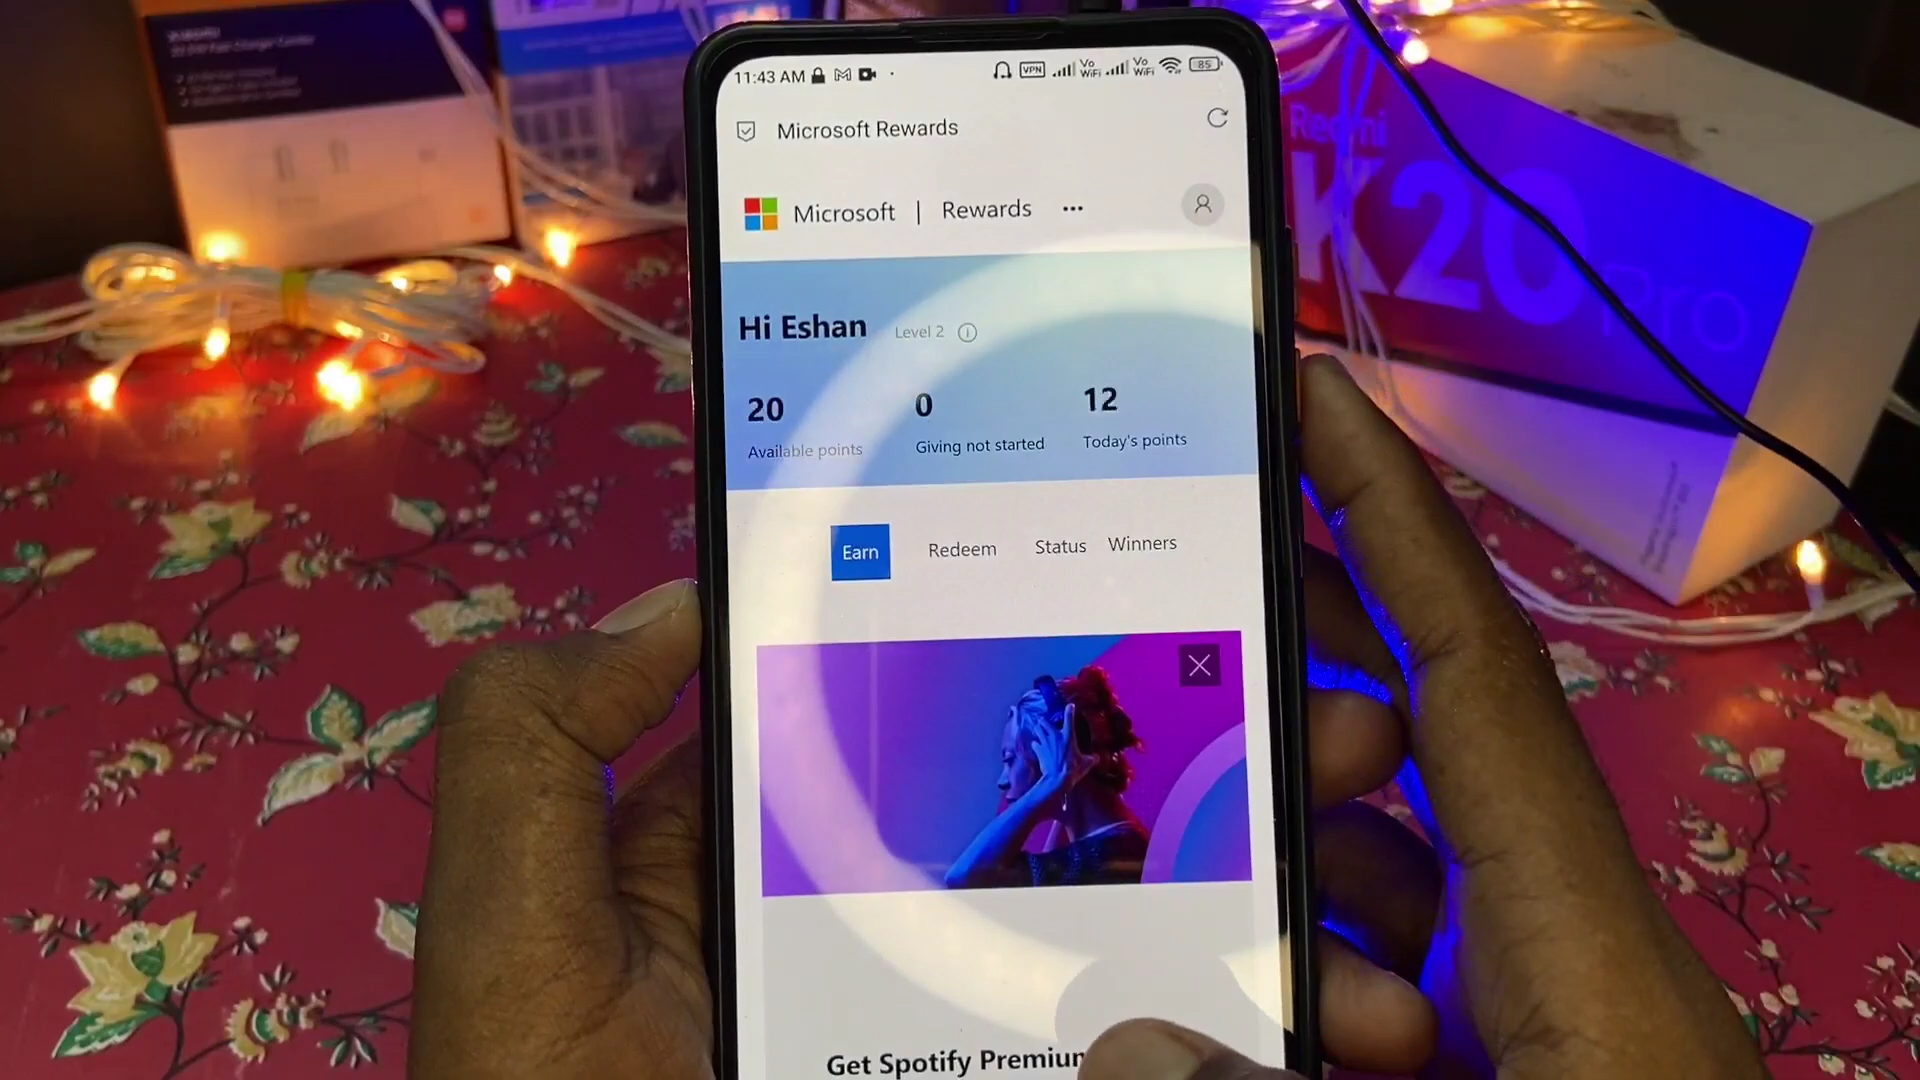 11:43 AM
VPN
Vo
WiFi
Vo
WiFi
85
Microsoft Rewards
Microsoft | Rewards •••
Hi Eshan Level 2
20 0 12
Available points Giving not started Today's points
Earn Redeem Status Winners
Get Spotify
Redmi
K20 Pro